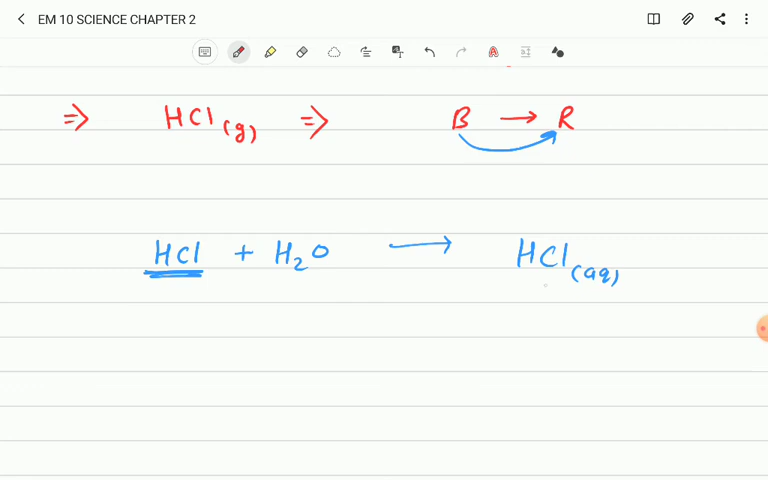 EM 10 SCIENCE CHAPTER 2
⇒ HCl(g) ⇒ B → R
HCl + H₂O → HCl(aq)